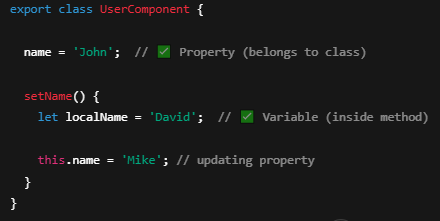 export class UserComponent {
name = 'John';  // ✅ Property (belongs to class)
setName() {
let localName = 'David';  // ✅ Variable (inside method)
this.name = 'Mike'; // updating property
}
}